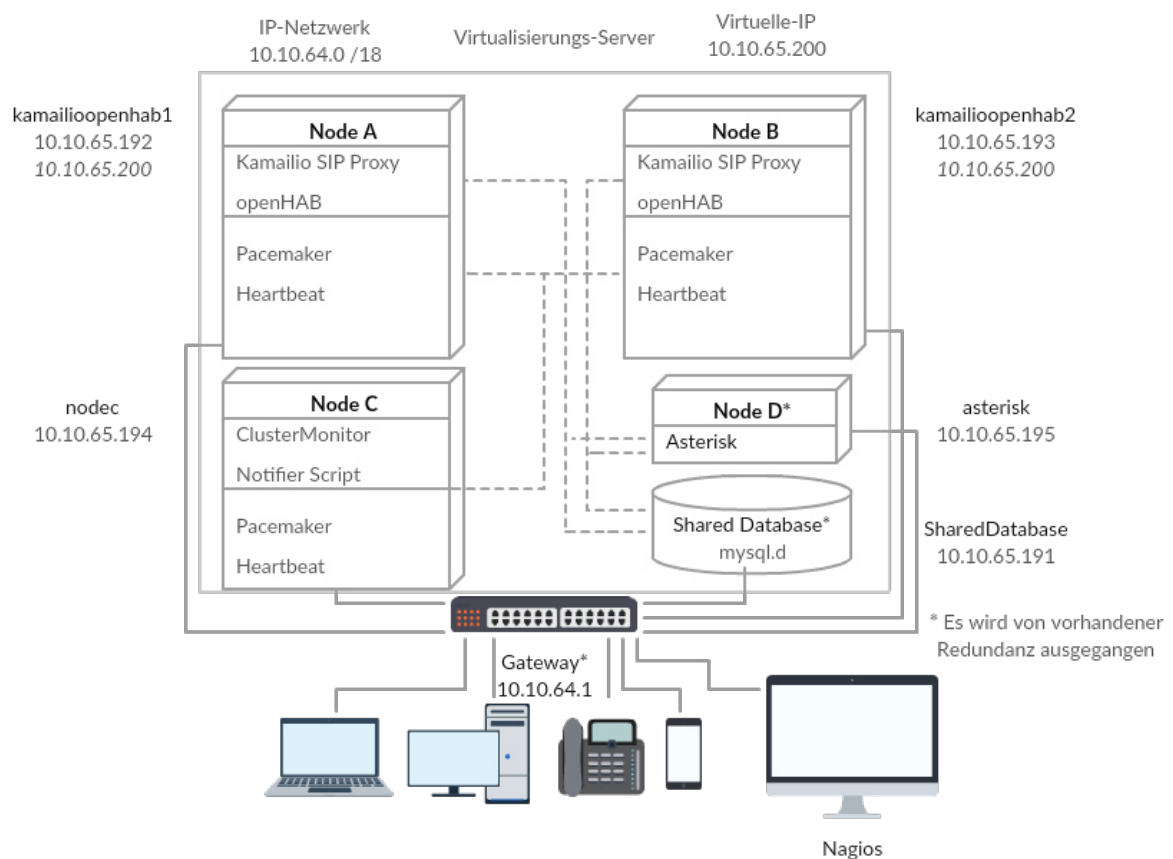 IP-Netzwerk
10.10.64.0 /18
Virtualisierungs-Server
Virtuelle-IP
10.10.65.200
kamailioopenhab1
10.10.65.192
10.10.65.200
Node A
Kamailio SIP Proxy
openHAB
Pacemaker
Heartbeat
Node B
Kamailio SIP Proxy
openHAB
Pacemaker
Heartbeat
kamailioopenhab2
10.10.65.193
10.10.65.200
nodec
10.10.65.194
Node C
ClusterMonitor
Notifier Script
Pacemaker
Heartbeat
Node D*
Asterisk
asterisk
10.10.65.195
Shared Database*
mysql.d
SharedDatabase
10.10.65.191
* Es wird von vorhandener
Redundanz ausgegangen
Gateway*
10.10.64.1
Nagios